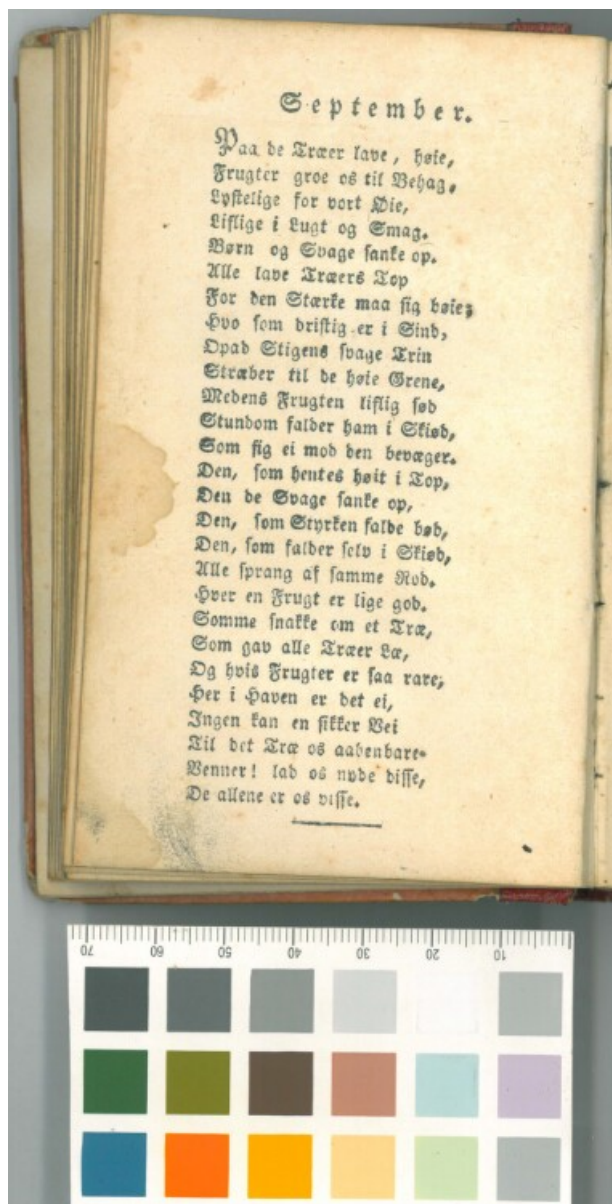 September.
Paa de Træer lave, høie,
Frugter groe os til Behag,
Lystelige for vort Øie,
Liflige i Lugt og Smag.
Børn og Svage sanke op.
Alle lave Træers Top
For den Stærke maa sig bøie;
Hvo som dristig er i Sind,
Opad Stigens svage Trin
Stræber til de høie Grene,
Medens Frugten liflig sød
Stundom falder ham i Skiød,
Som sig ei mod den bevæger.
Den, som hentes høit i Top,
Den de Svage sanke op,
Den, som Styrken falde bød,
Den, som falder selv i Skiød,
Alle sprang af samme Rod.
Hver en Frugt er lige god.
Somme snakke om et Træ,
Som gav alle Træer Læ,
Og hvis Frugter er saa rare;
Her i Haven er det ei,
Ingen kan en sikker Vei
Til det Træ os aabenbare.
Venner! lad os nyde disse,
De allene er os visse.
70 60 50 40 30 20 10